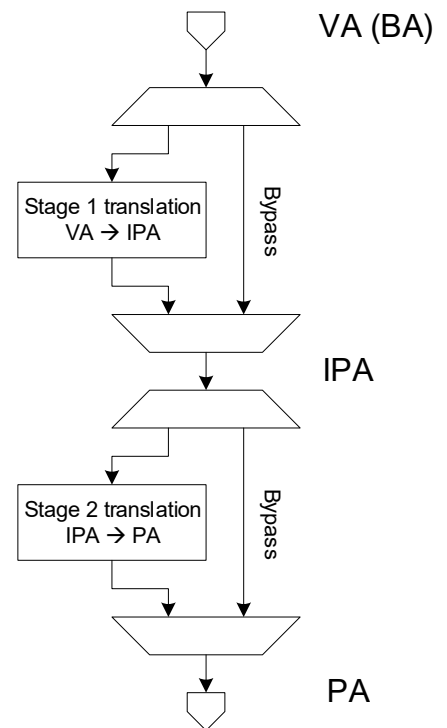 VA (BA)
Stage 1 translation
VA → IPA
Bypass
IPA
Stage 2 translation
IPA → PA
Bypass
PA